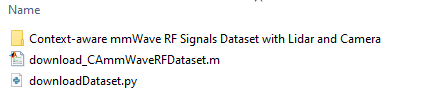 Name
Context-aware mmWave RF Signals Dataset with Lidar and Camera
download_CAmmWaveRFDataset.m
downloadDataset.py